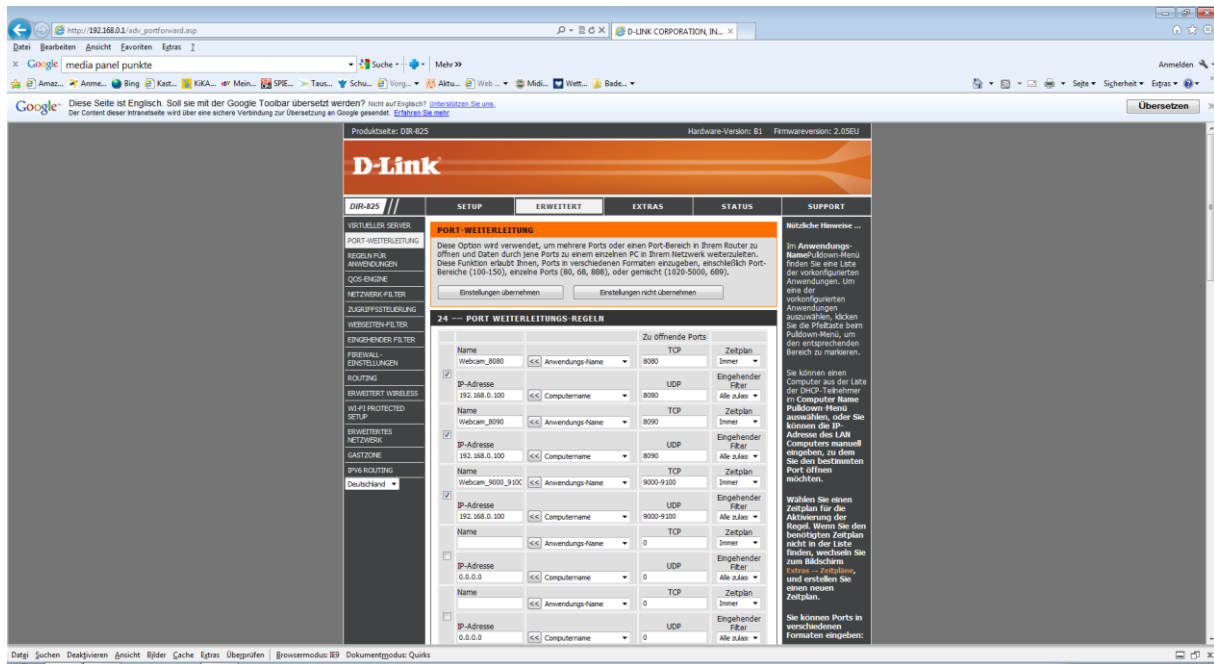 http://192.168.0.1/adv_portforward.asp
D-LINK CORPORATION, IN...
Datei Bearbeiten Ansicht Favoriten Extras ?
Google media panel punkte Suche Mehr >> Anmelden
Amaz... Anme... Bing Kast... KiKA... Mein... SPIE... Taus... Schu... Vorg... Aktu... Web ... Midi... Wett... Bade... Seite Sicherheit Extras
Google Diese Seite ist Englisch. Soll sie mit der Google Toolbar übersetzt werden? Nicht auf Englisch? Unterstützen Sie uns. Übersetzen
Der Content dieser Intranetseite wird über eine sichere Verbindung zur Übersetzung an Google gesendet. Erfahren Sie mehr
Produktseite: DIR-825 Hardware-Version: B1 Firmwareversion: 2.05EU
D-Link
DIR-825 SETUP ERWEITERT EXTRAS STATUS SUPPORT
VIRTUELLER SERVER
PORT-WEITERLEITUNG
REGELN FÜR
ANWENDUNGEN
QOS-ENGINE
NETZWERK-FILTER
ZUGRIFFSSTEUERUNG
WEBSEITEN-FILTER
EINGEHENDER FILTER
FIREWALL-
EINSTELLUNGEN
ROUTING
ERWEITERT WIRELESS
WI-FI PROTECTED
SETUP
ERWEITERTES
NETZWERK
GASTZONE
IPV6 ROUTING
Deutschland
PORT-WEITERLEITUNG
Diese Option wird verwendet, um mehrere Ports oder einen Port-Bereich in Ihrem Router zu
öffnen und Daten durch jene Ports zu einem einzelnen PC in Ihrem Netzwerk weiterzuleiten.
Diese Funktion erlaubt Ihnen, Ports in verschiedenen Formaten einzugeben, einschließlich Port-
Bereiche (100-150), einzelne Ports (80, 68, 888), oder gemischt (1020-5000,
689).
Einstellungen übernehmen Einstellungen nicht übernehmen
24 -- PORT WEITERLEITUNGS-REGELN
Zu öffnende Ports
Name TCP Zeitplan
Webcam_8080 << Anwendungs-Name 8080 Immer
IP-Adresse UDP Eingehender Filter
192.168.0.100 << Computername 8080 Alle zulas
Name TCP Zeitplan
Webcam_8090 << Anwendungs-Name 8090 Immer
IP-Adresse UDP Eingehender Filter
192.168.0.100 << Computername 8090 Alle zulas
Name TCP Zeitplan
Webcam_9000_910C << Anwendungs-Name 9000-9100 Immer
IP-Adresse UDP Eingehender Filter
192.168.0.100 << Computername 9000-9100 Alle zulas
Name TCP Zeitplan
<< Anwendungs-Name 0 Immer
IP-Adresse UDP Eingehender Filter
0.0.0.0 << Computername 0 Alle zulas
Name TCP Zeitplan
<< Anwendungs-Name 0 Immer
IP-Adresse UDP Eingehender Filter
0.0.0.0 << Computername 0 Alle zulas
Nützliche Hinweise ...
Im Anwendungs-
NamePulldown-Menü
finden Sie eine Liste
der vorkonfigurierten
Anwendungen. Um
eine der
vorkonfigurierten
Anwendungen
auszuwählen, klicken
Sie die Pfeiltaste beim
Pulldown-Menü, um
den entsprechenden
Bereich zu markieren.
Sie können einen
Computer aus der Liste
der DHCP-Teilnehmer
im Computer Name
Pulldown-Menü
auswählen, oder Sie
können die IP-
Adresse des LAN
Computers manuell
eingeben, zu dem
Sie den bestimmten
Port öffnen
möchten.
Wählen Sie einen
Zeitplan für die
Aktivierung der
Regel. Wenn Sie den
benötigten Zeitplan
nicht in der Liste
finden, wechseln Sie
zum Bildschirm
Extras -- Zeitpläne,
und erstellen Sie
einen neuen
Zeitplan.
Sie können Ports in
verschiedenen
Formaten eingeben:
Datei Suchen Deaktivieren Ansicht Bilder Cache Extras Überprüfen Browsermodus: IE9 Dokumentmodus: Quirks